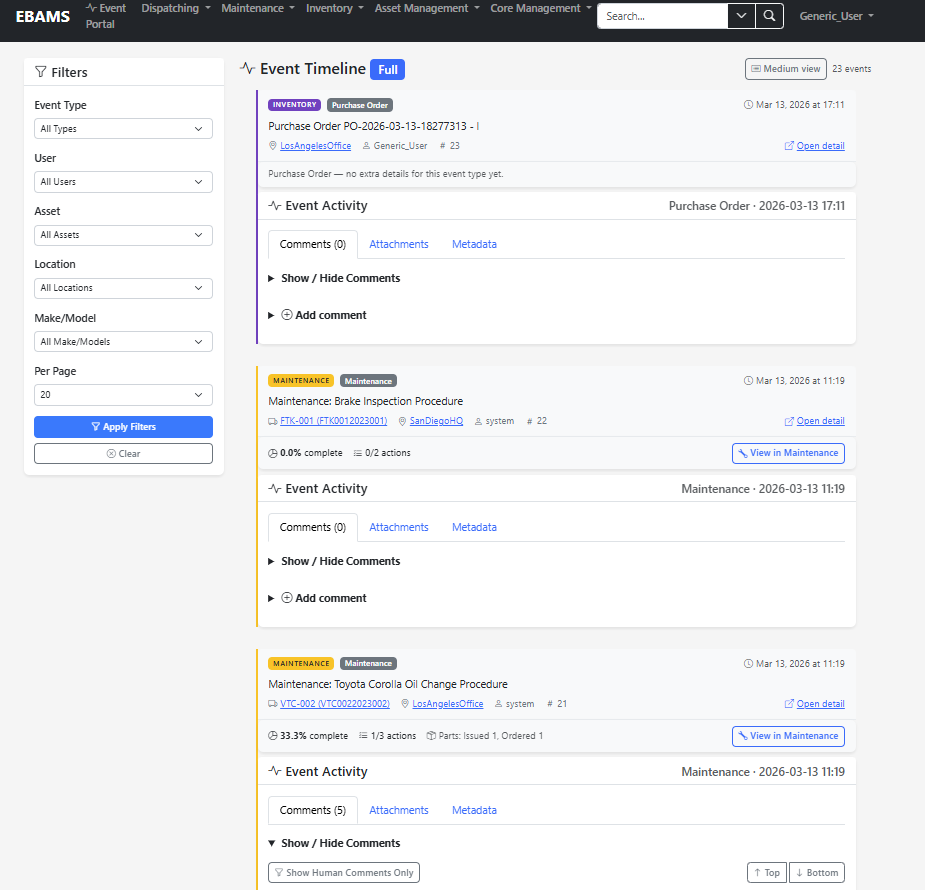 EBAMS Event Portal Dispatching Maintenance Inventory Asset Management Core Management Search... Generic_User
Filters
Event Type
All Types
User
All Users
Asset
All Assets
Location
All Locations
Make/Model
All Make/Models
Per Page
20
Apply Filters
Clear
Event Timeline Full Medium view 23 events
INVENTORY Purchase Order Mar 13, 2026 at 17:11
Purchase Order PO-2026-03-13-18277313 - |
LosAngelesOffice Generic_User # 23 Open detail
Purchase Order — no extra details for this event type yet.
Event Activity Purchase Order · 2026-03-13 17:11
Comments (0) Attachments Metadata
Show / Hide Comments
Add comment
MAINTENANCE Maintenance Mar 13, 2026 at 11:19
Maintenance: Brake Inspection Procedure
FTK-001 (FTK0012023001) SanDiegoHQ system # 22 Open detail
0.0% complete 0/2 actions View in Maintenance
Event Activity Maintenance · 2026-03-13 11:19
Comments (0) Attachments Metadata
Show / Hide Comments
Add comment
MAINTENANCE Maintenance Mar 13, 2026 at 11:19
Maintenance: Toyota Corolla Oil Change Procedure
VTC-002 (VTC0022023002) LosAngelesOffice system # 21 Open detail
33.3% complete 1/3 actions Parts: Issued 1, Ordered 1 View in Maintenance
Event Activity Maintenance · 2026-03-13 11:19
Comments (5) Attachments Metadata
Show / Hide Comments
Show Human Comments Only ↑ Top ↓ Bottom